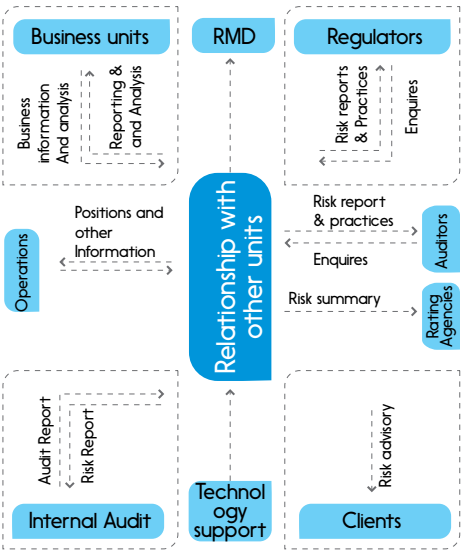 Business units
RMD
Regulators
Business
information
And analysis
Reporting &
and Analysis
Risk reports
& Practices
Enquires
Positions and
other
Information
Operations
Relationship with
other units
Risk report
& practices
Enquires
Auditors
Risk summary
Rating
Agencies
Audit Report
Risk Report
Risk advisory
Internal Audit
Technol
ogy
support
Clients